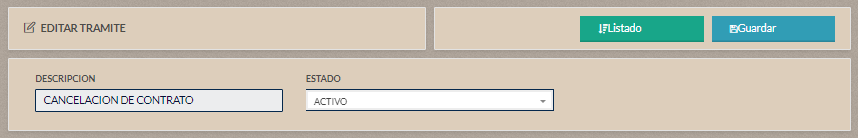 EDITAR TRAMITE
Listado
Guardar
DESCRIPCION
ESTADO
CANCELACION DE CONTRATO
ACTIVO